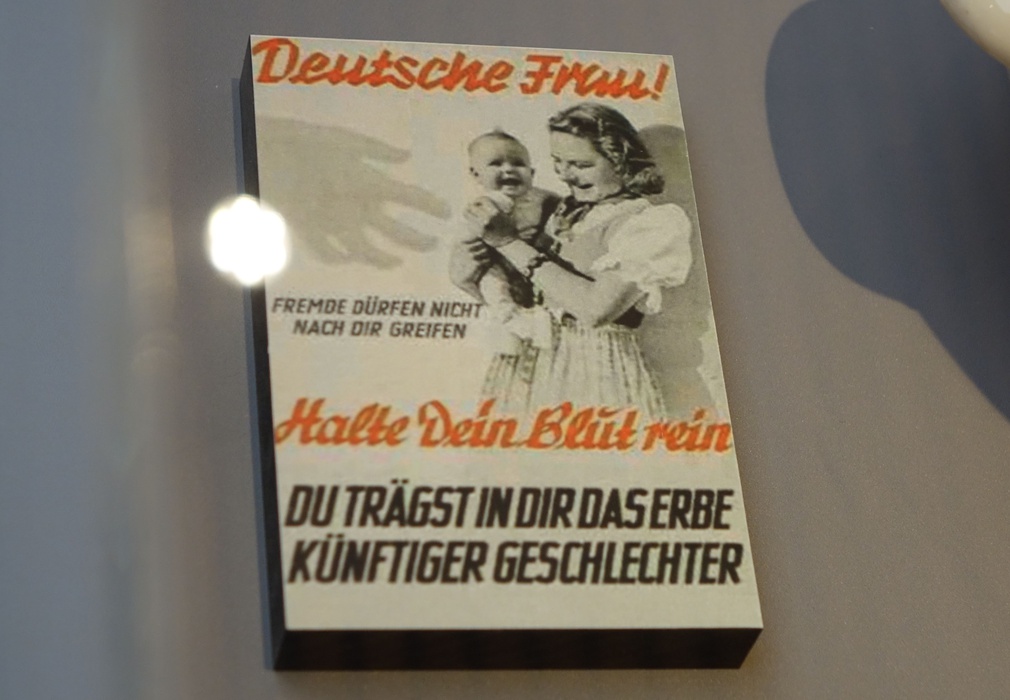 Deutsche Frau!
FREMDE DÜRFEN NICHT
NACH DIR GREIFEN
Halte Dein Blut rein
DU TRÄGST IN DIR DAS ERBE
KÜNFTIGER GESCHLECHTER